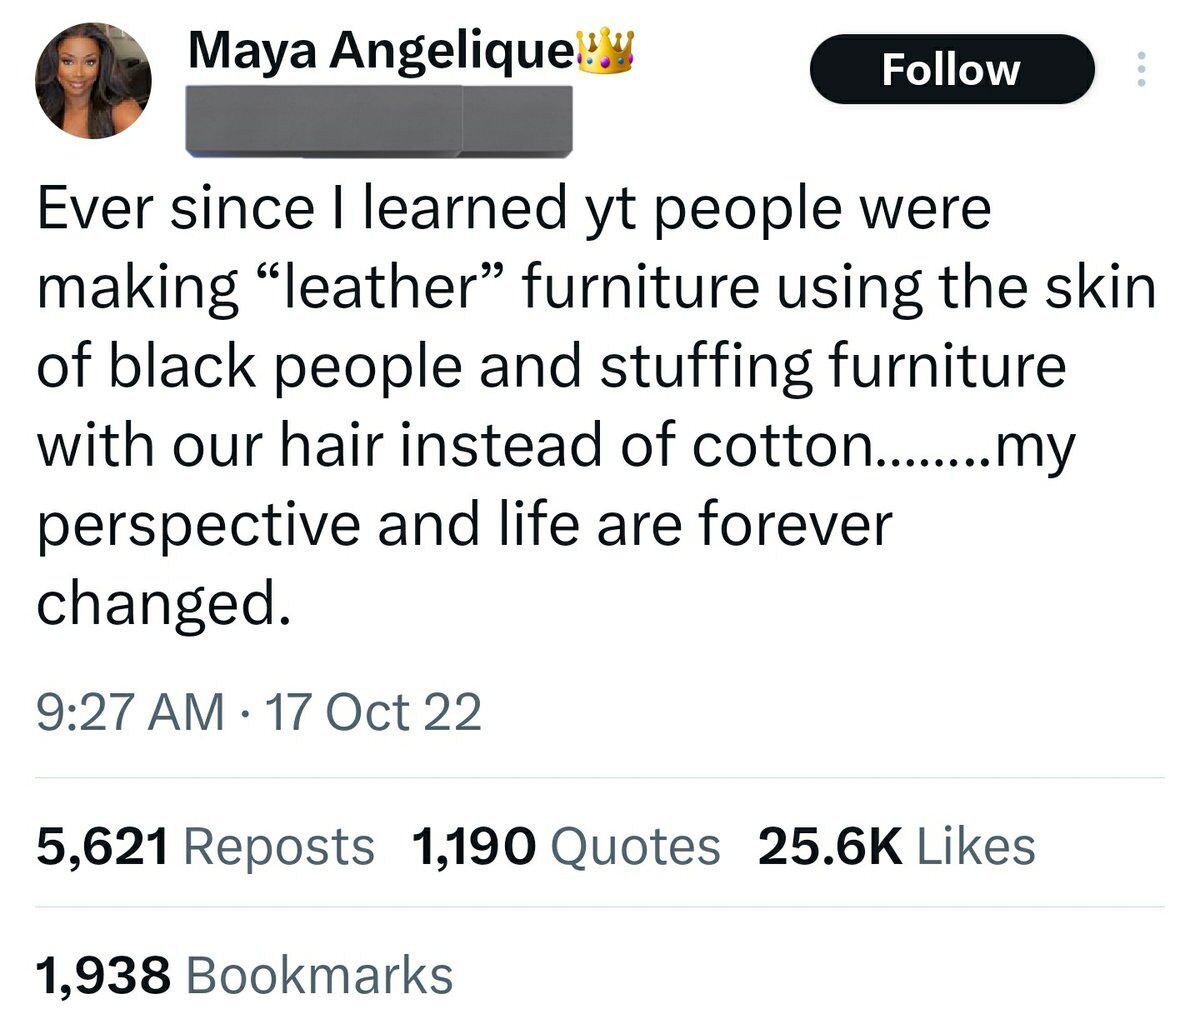 Maya Angelique👑
Follow
Ever since I learned yt people were
making “leather” furniture using the skin
of black people and stuffing furniture
with our hair instead of cotton........my
perspective and life are forever
changed.
9:27 AM · 17 Oct 22
5,621 Reposts 1,190 Quotes 25.6K Likes
1,938 Bookmarks